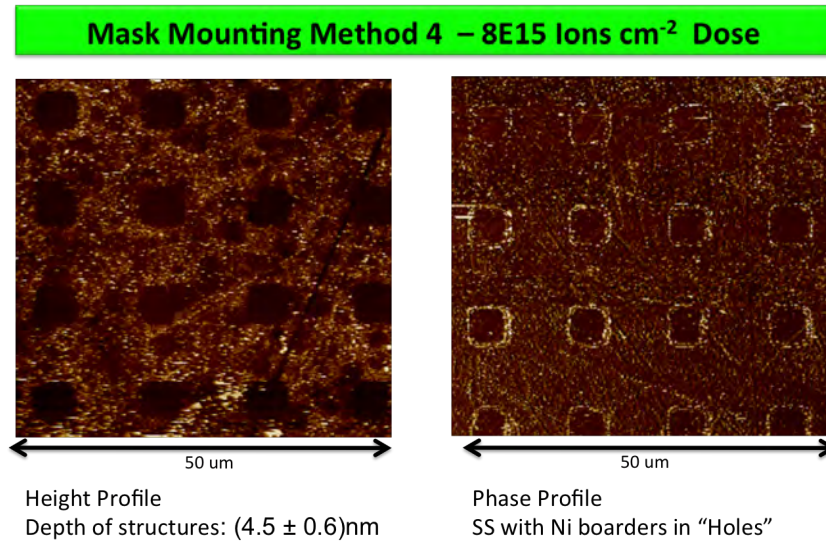 Mask Mounting Method 4 – 8E15 Ions cm-2 Dose
50 um
50 um
Height Profile
Depth of structures: (4.5 ± 0.6)nm
Phase Profile
SS with Ni boarders in “Holes”